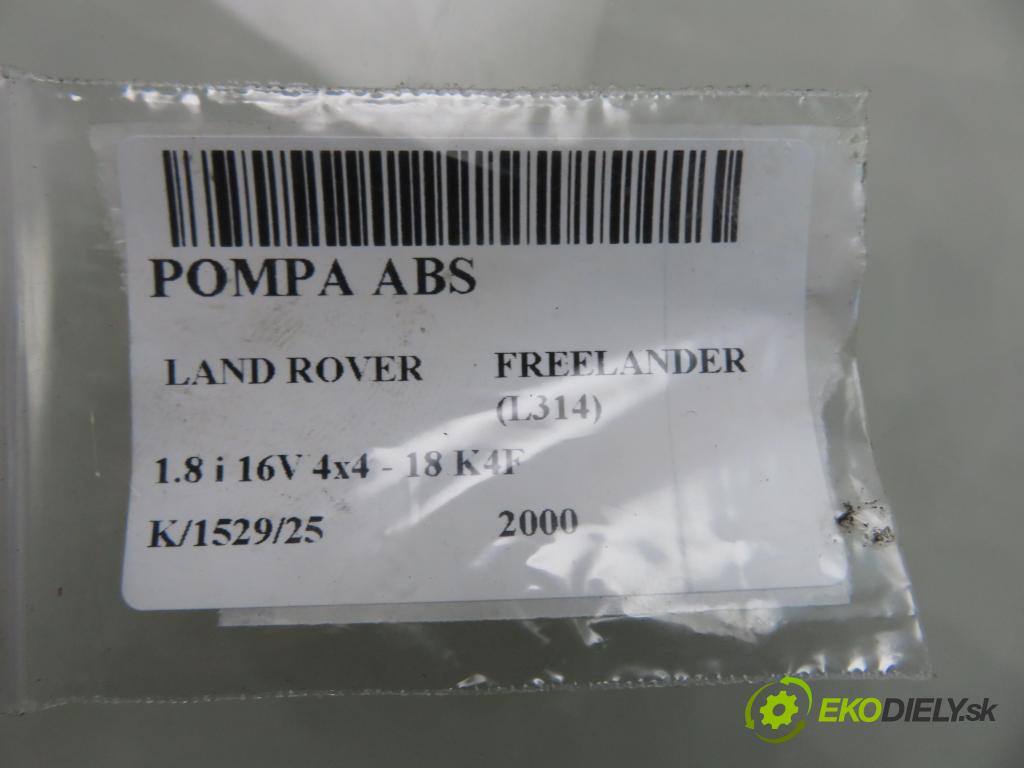 POMPA ABS
LAND ROVER FREELANDER
(L314)
1.8 i 16V 4x4 - 18 K4F
K/1529/25 2000
EKODIELY.sk